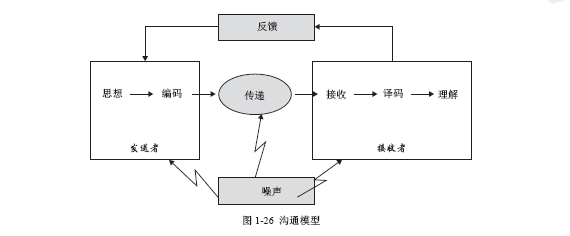 反馈
思想 编码 传递 接收 译码 理解
发送者 接收者
噪声
图 1-26 沟通模型